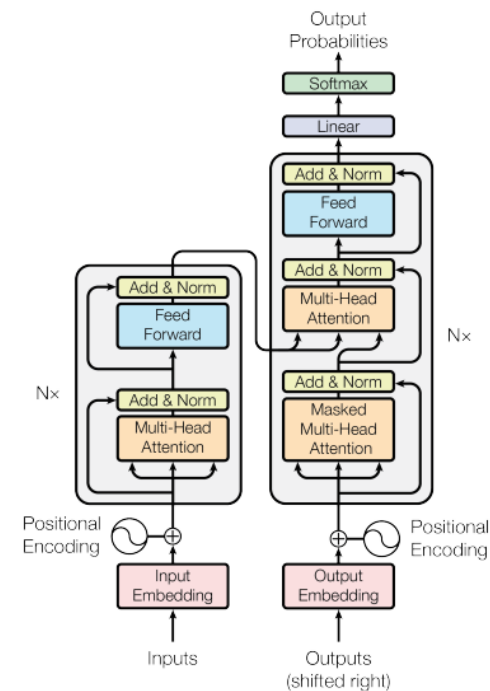 Output
Probabilities
Softmax
Linear
Add & Norm
Feed
Forward
Add & Norm
Multi-Head
Attention
Nx
Add & Norm
Masked
Multi-Head
Attention
Add & Norm
Feed
Forward
Nx
Add & Norm
Multi-Head
Attention
Positional
Encoding
Positional
Encoding
Input
Embedding
Output
Embedding
Inputs
Outputs
(shifted right)